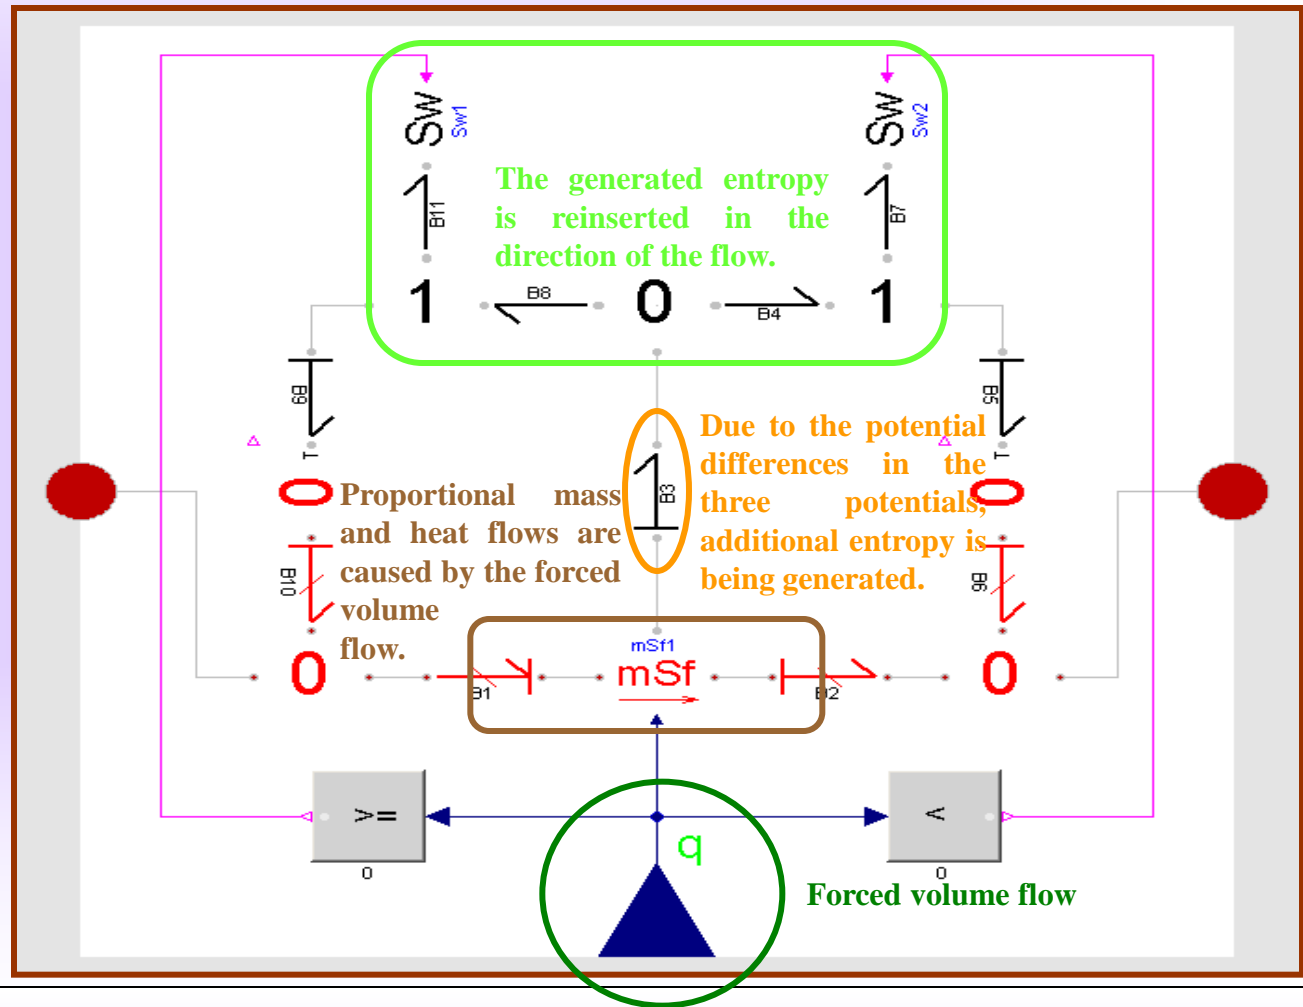 Sw
Sw1
Sw
Sw2
The generated entropy
is reinserted in the
direction of the flow.
B11
B7
1
B8
0
B4
1
B9
B5
T
T
Due to the potential
differences in the
three potentials,
additional entropy is
being generated.
B3
0
0
Proportional mass
and heat flows are
caused by the forced
volume
flow.
B10
B6
0
B1
mSf1
mSf
B2
0
>=
0
<
0
q
Forced volume flow